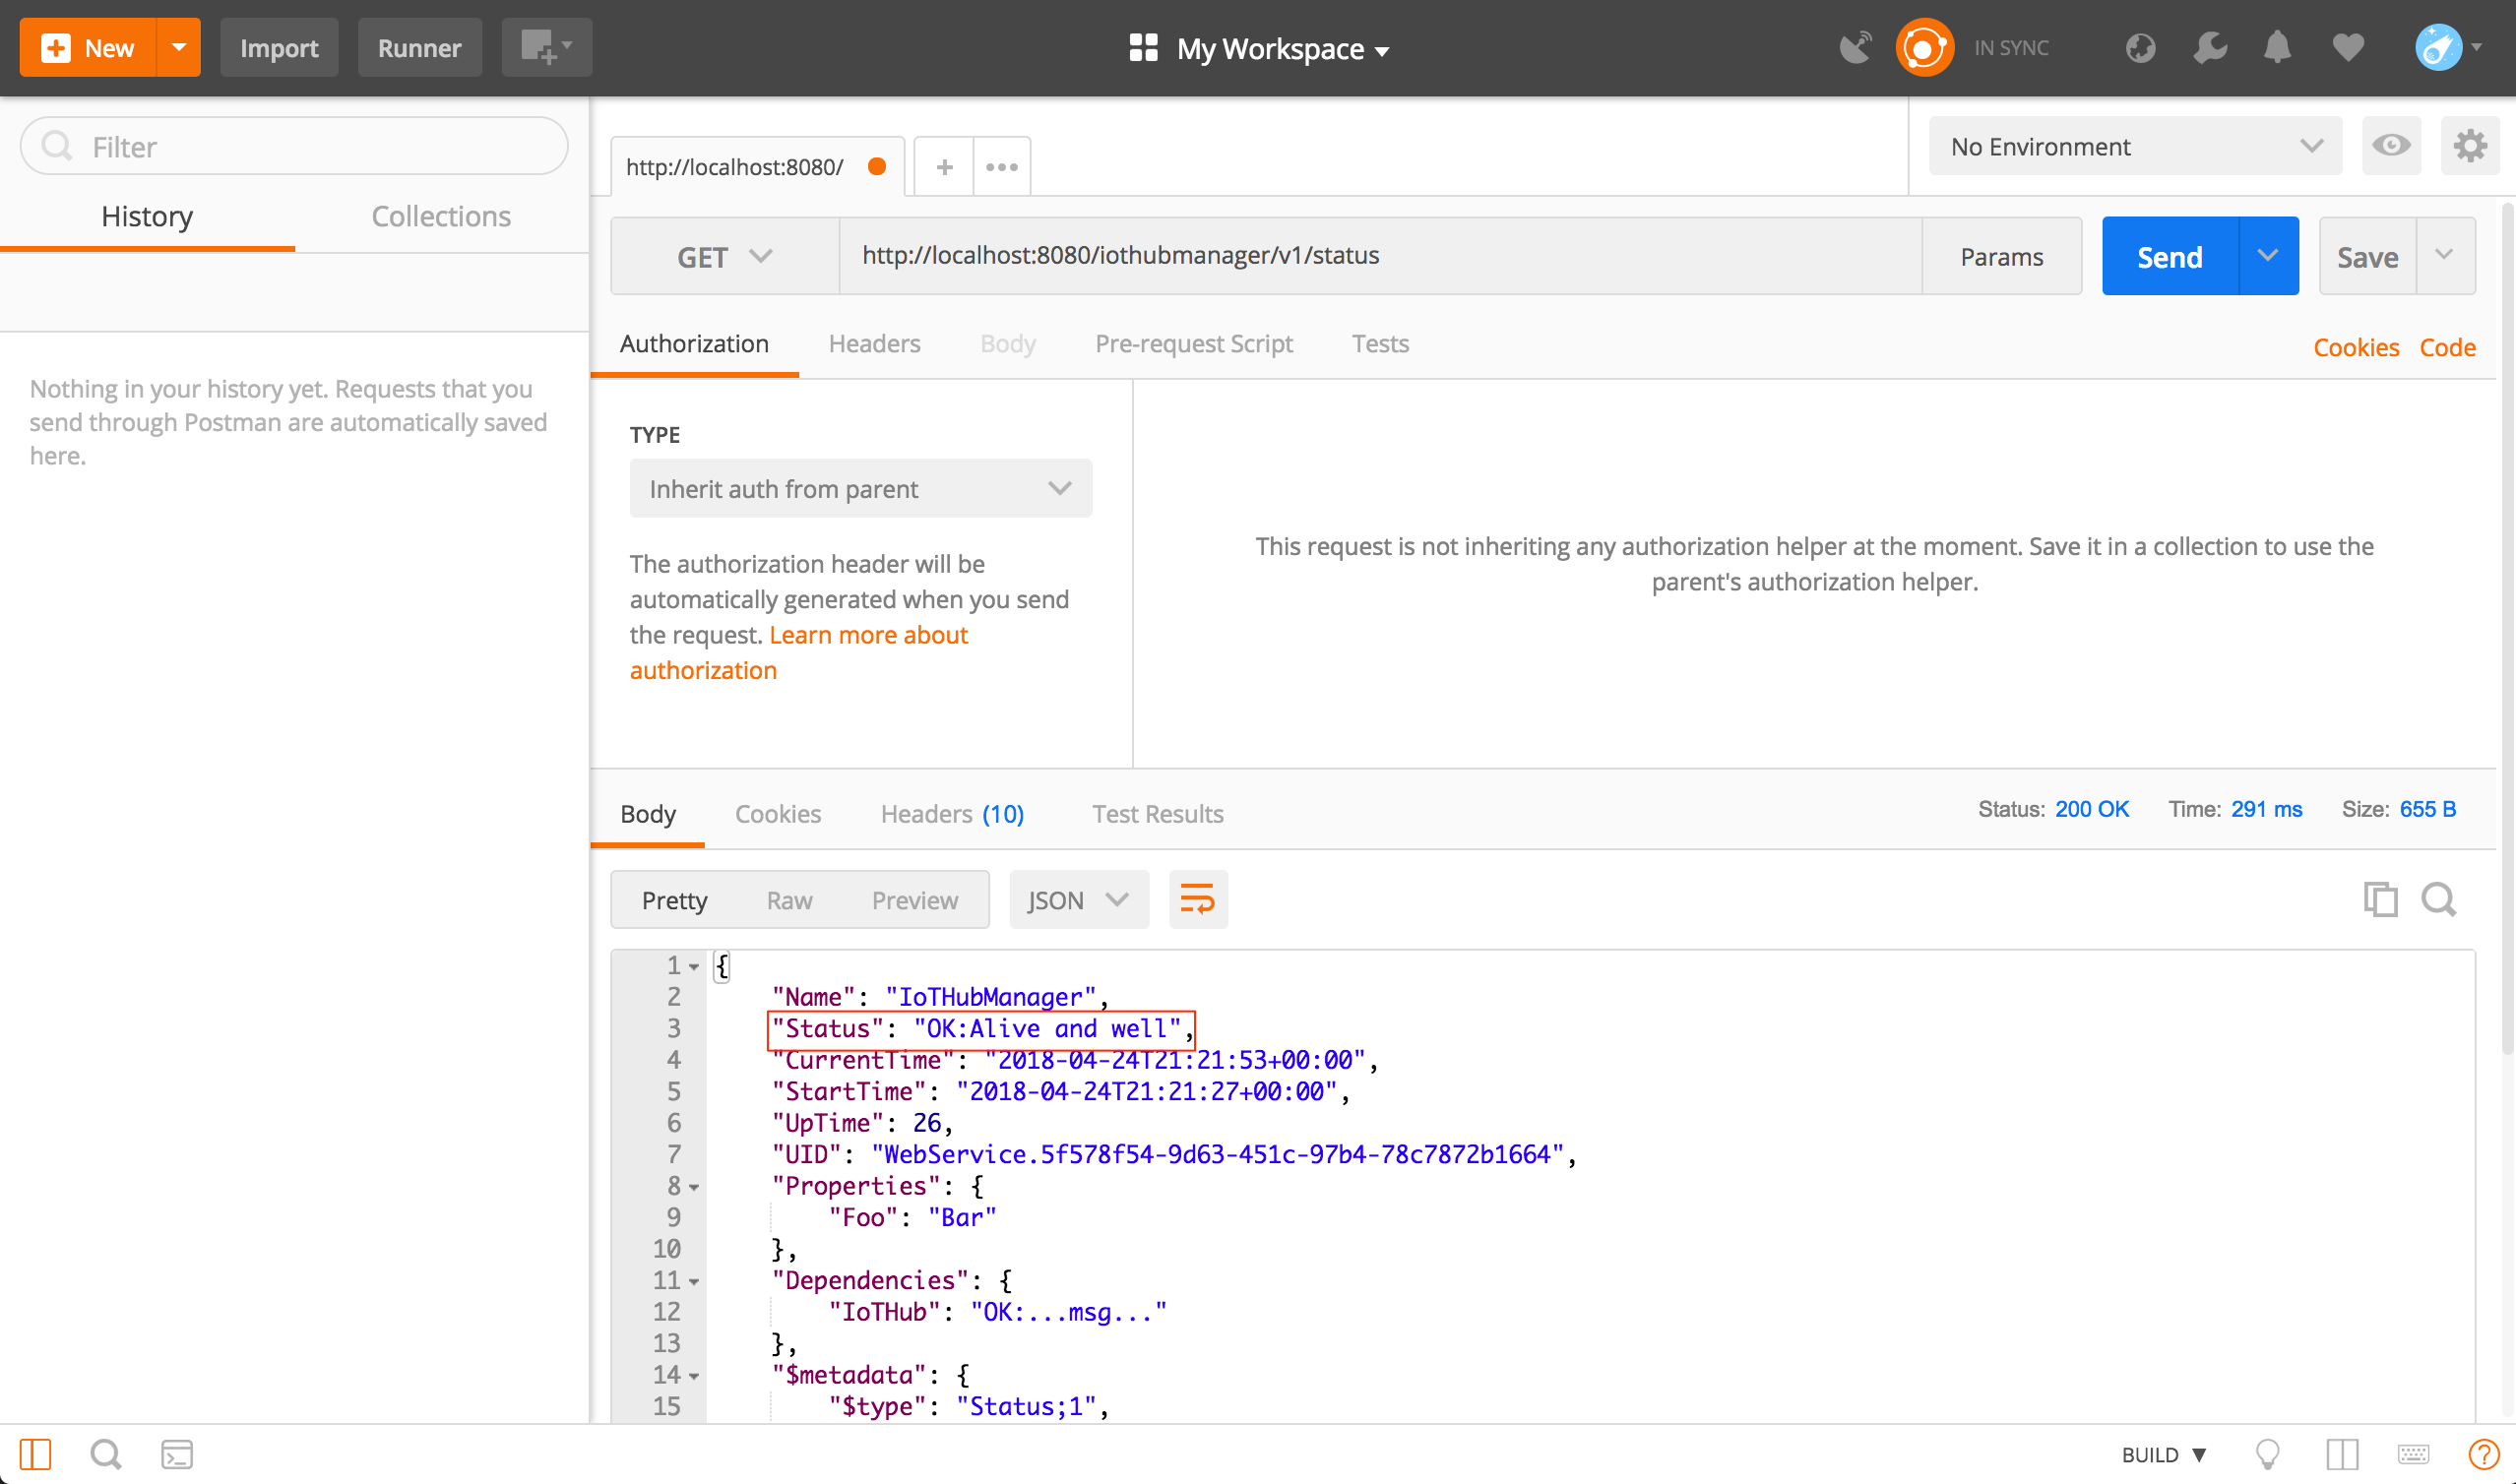 New
Import
Runner
My Workspace
IN SYNC
Filter
History
Collections
Nothing in your history yet. Requests that you
send through Postman are automatically saved
here.
http://localhost:8080/
No Environment
GET
http://localhost:8080/iothubmanager/v1/status
Params
Send
Save
Authorization
Headers
Body
Pre-request Script
Tests
Cookies
Code
TYPE
Inherit auth from parent
The authorization header will be
automatically generated when you send
the request. Learn more about
authorization
This request is not inheriting any authorization helper at the moment. Save it in a collection to use the
parent's authorization helper.
Body
Cookies
Headers (10)
Test Results
Status: 200 OK
Time: 291 ms
Size: 655 B
Pretty
Raw
Preview
JSON
1 {
2 "Name": "IoTHubManager",
3 "Status": "OK:Alive and well",
4 "CurrentTime": "2018-04-24T21:21:53+00:00",
5 "StartTime": "2018-04-24T21:21:27+00:00",
6 "UpTime": 26,
7 "UID": "WebService.5f578f54-9d63-451c-97b4-78c7872b1664",
8 "Properties": {
9 "Foo": "Bar"
10 },
11 "Dependencies": {
12 "IoTHub": "OK:...msg..."
13 },
14 "$metadata": {
15 "$type": "Status;1",
BUILD